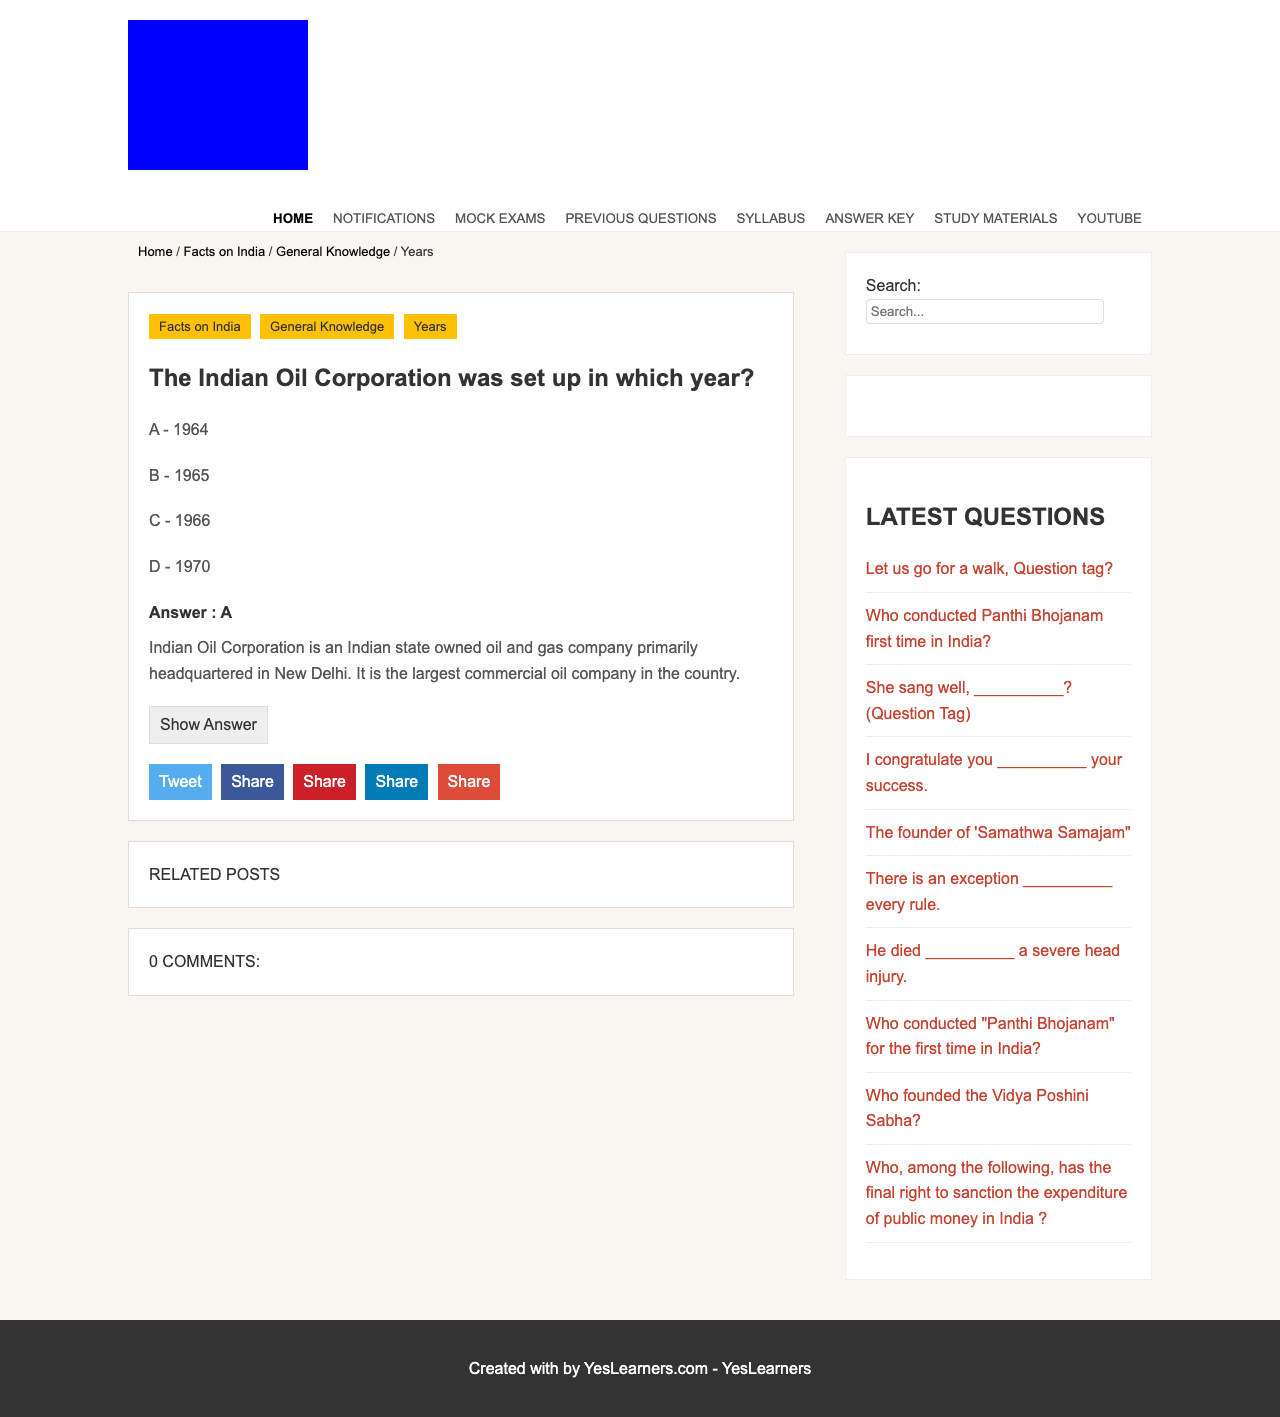 HOME NOTIFICATIONS MOCK EXAMS PREVIOUS QUESTIONS SYLLABUS ANSWER KEY STUDY MATERIALS YOUTUBE
Home / Facts on India / General Knowledge / Years
Facts on India General Knowledge Years
The Indian Oil Corporation was set up in which year?
A - 1964
B - 1965
C - 1966
D - 1970
Answer : A
Indian Oil Corporation is an Indian state owned oil and gas company primarily
headquartered in New Delhi. It is the largest commercial oil company in the country.
Show Answer
Tweet Share Share Share Share
RELATED POSTS
0 COMMENTS:
Search:
Search...
LATEST QUESTIONS
Let us go for a walk, Question tag?
Who conducted Panthi Bhojanam
first time in India?
She sang well, __________?
(Question Tag)
I congratulate you __________ your
success.
The founder of 'Samathwa Samajam"
There is an exception __________
every rule.
He died __________ a severe head
injury.
Who conducted "Panthi Bhojanam"
for the first time in India?
Who founded the Vidya Poshini
Sabha?
Who, among the following, has the
final right to sanction the expenditure
of public money in India ?
Created with by YesLearners.com - YesLearners